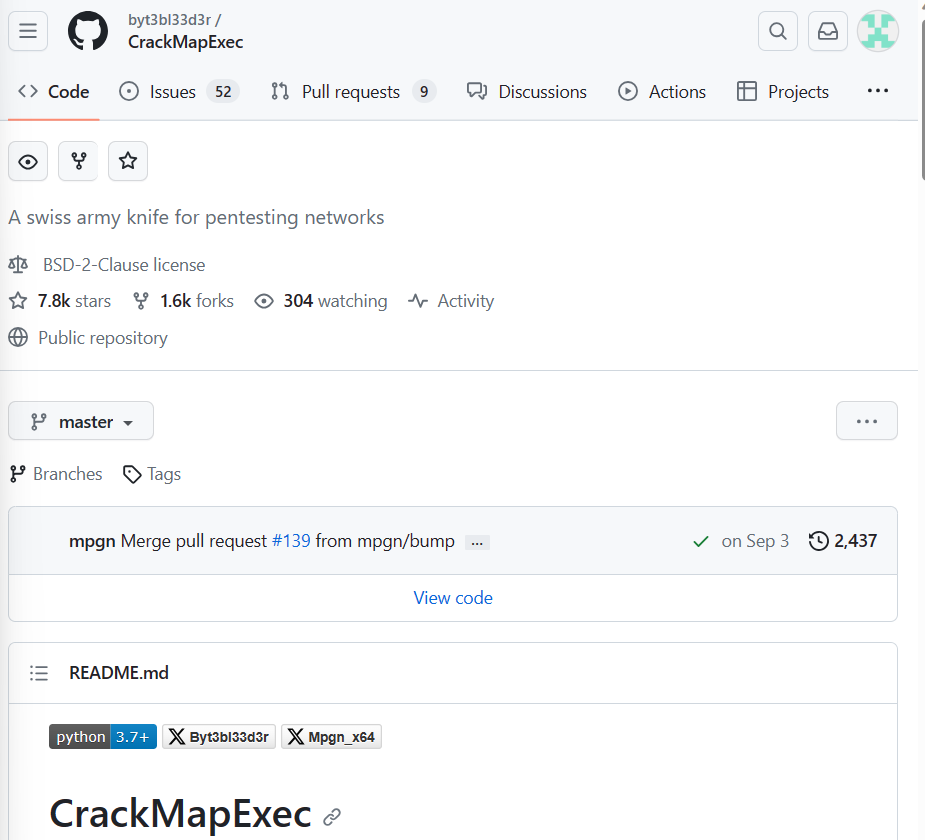 byt3bl33d3r /
CrackMapExec
Code Issues 52 Pull requests 9 Discussions Actions Projects ...
A swiss army knife for pentesting networks
BSD-2-Clause license
7.8k stars 1.6k forks 304 watching Activity
Public repository
master ...
Branches Tags
mpgn Merge pull request #139 from mpgn/bump ... on Sep 3 2,437
View code
README.md
python 3.7+ X Byt3bl33d3r X Mpgn_x64
CrackMapExec